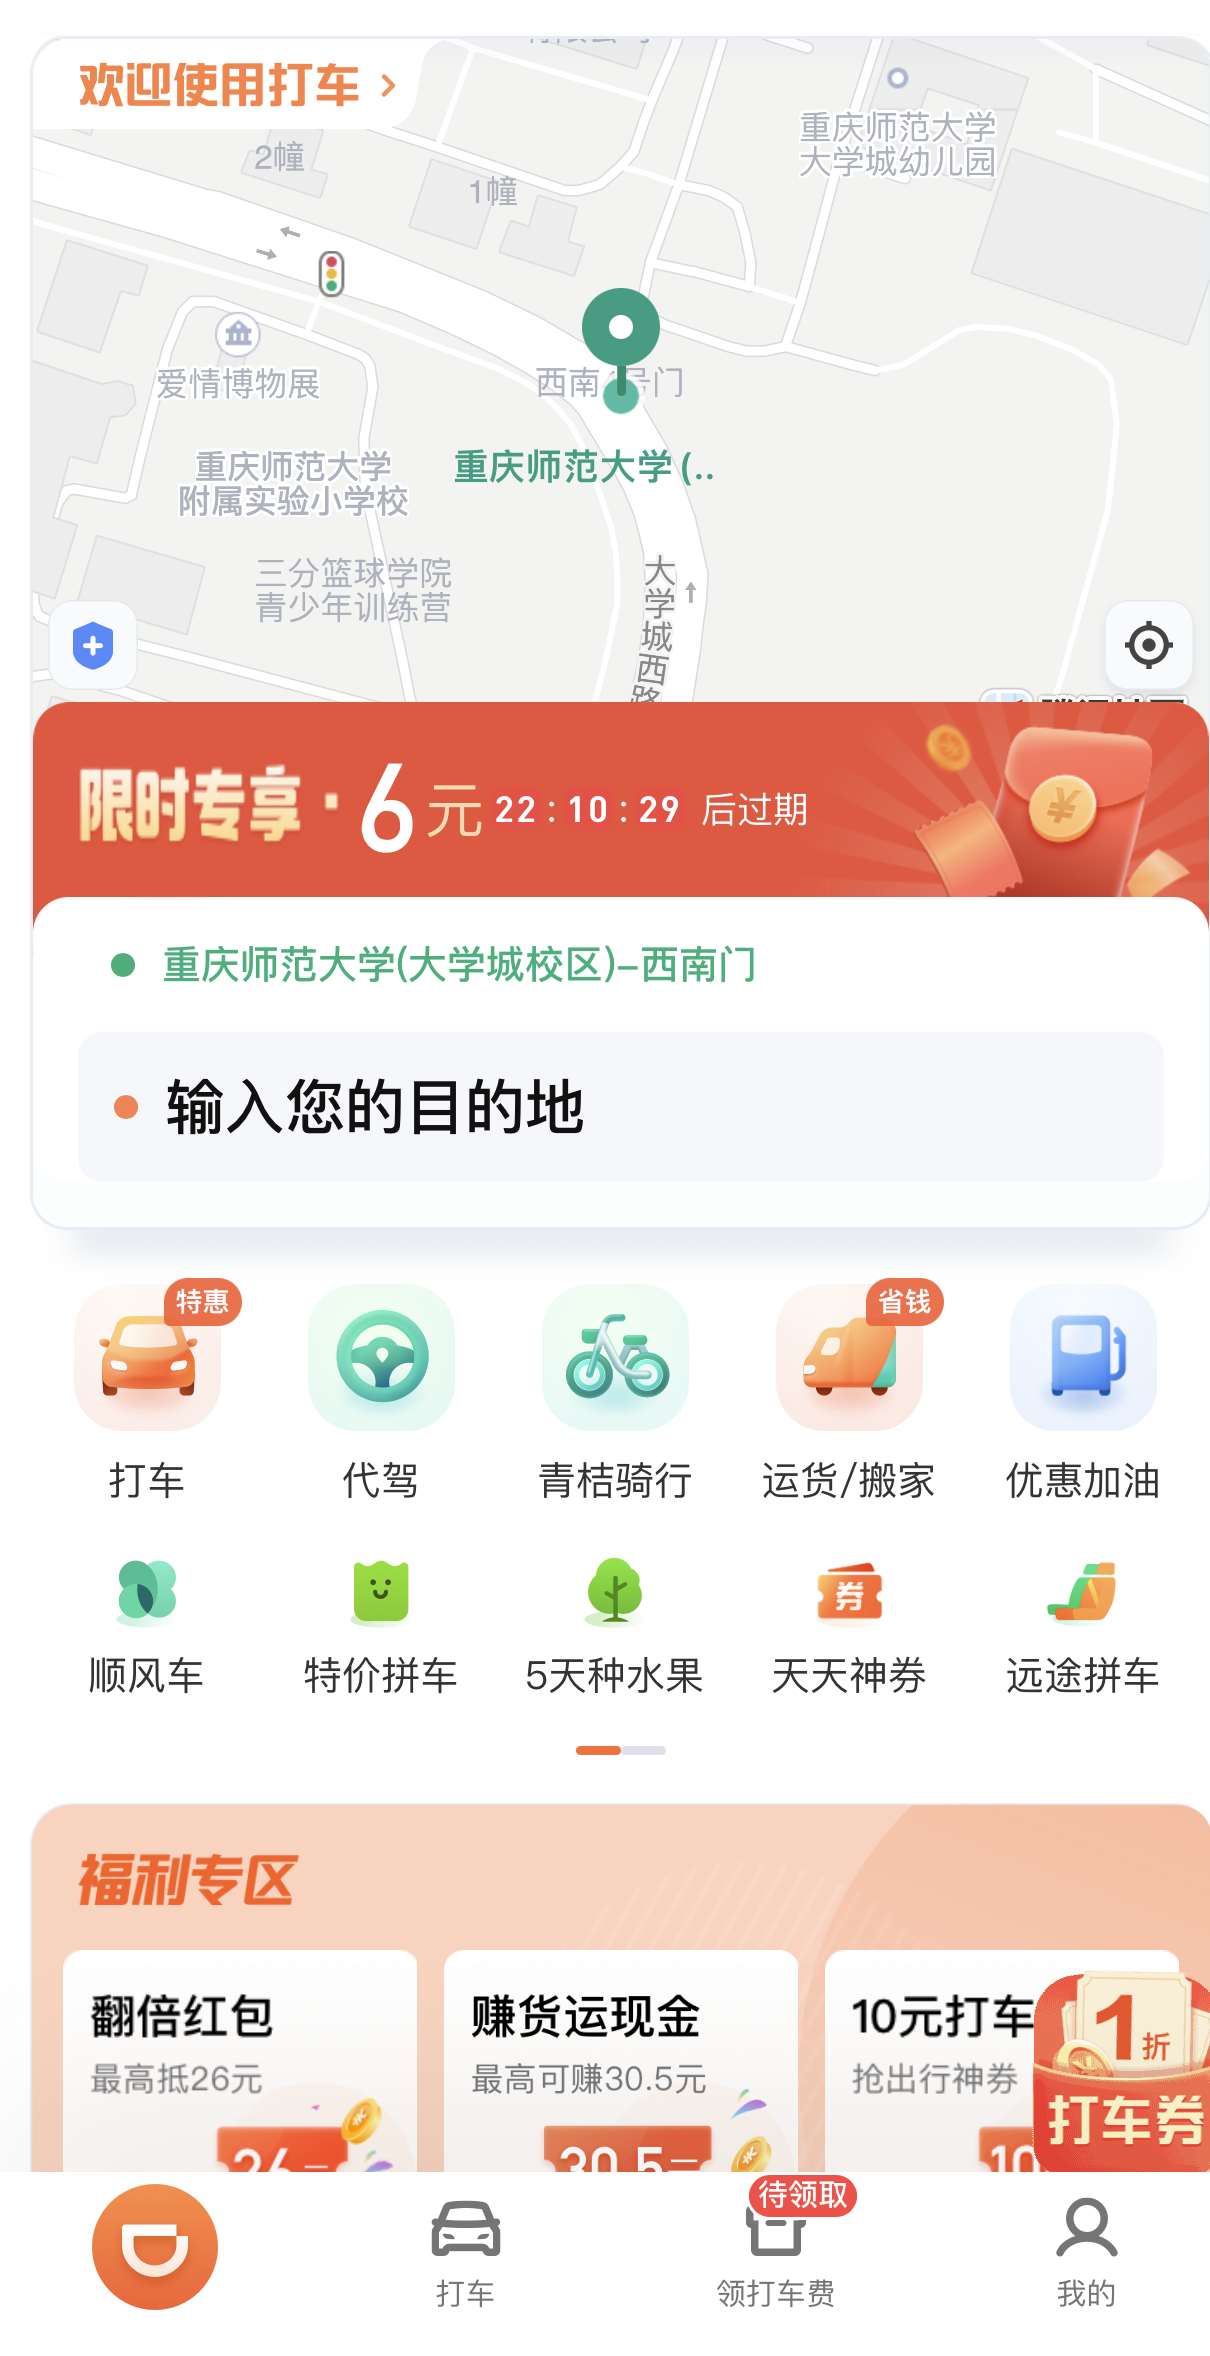 欢迎使用打车 >
重庆师范大学
大学城幼儿园
2幢
1幢
西南
号门
爱情博物展
重庆师范大学
附属实验小学校
重庆师范大学 (..
三分篮球学院
青少年训练营
大学城西路
限时专享 · 6元 22 : 10 : 29 后过期
¥
重庆师范大学(大学城校区)-西南门
输入您的目的地
特惠
省钱
打车
代驾
青桔骑行
运货/搬家
优惠加油
券
顺风车
特价拼车
5天种水果
天天神券
远途拼车
福利专区
翻倍红包
最高抵26元
26元
赚货运现金
最高可赚30.5元
30.5元
10元打车
抢出行神券
10
1折
打车券
待领取
打车
领打车费
我的